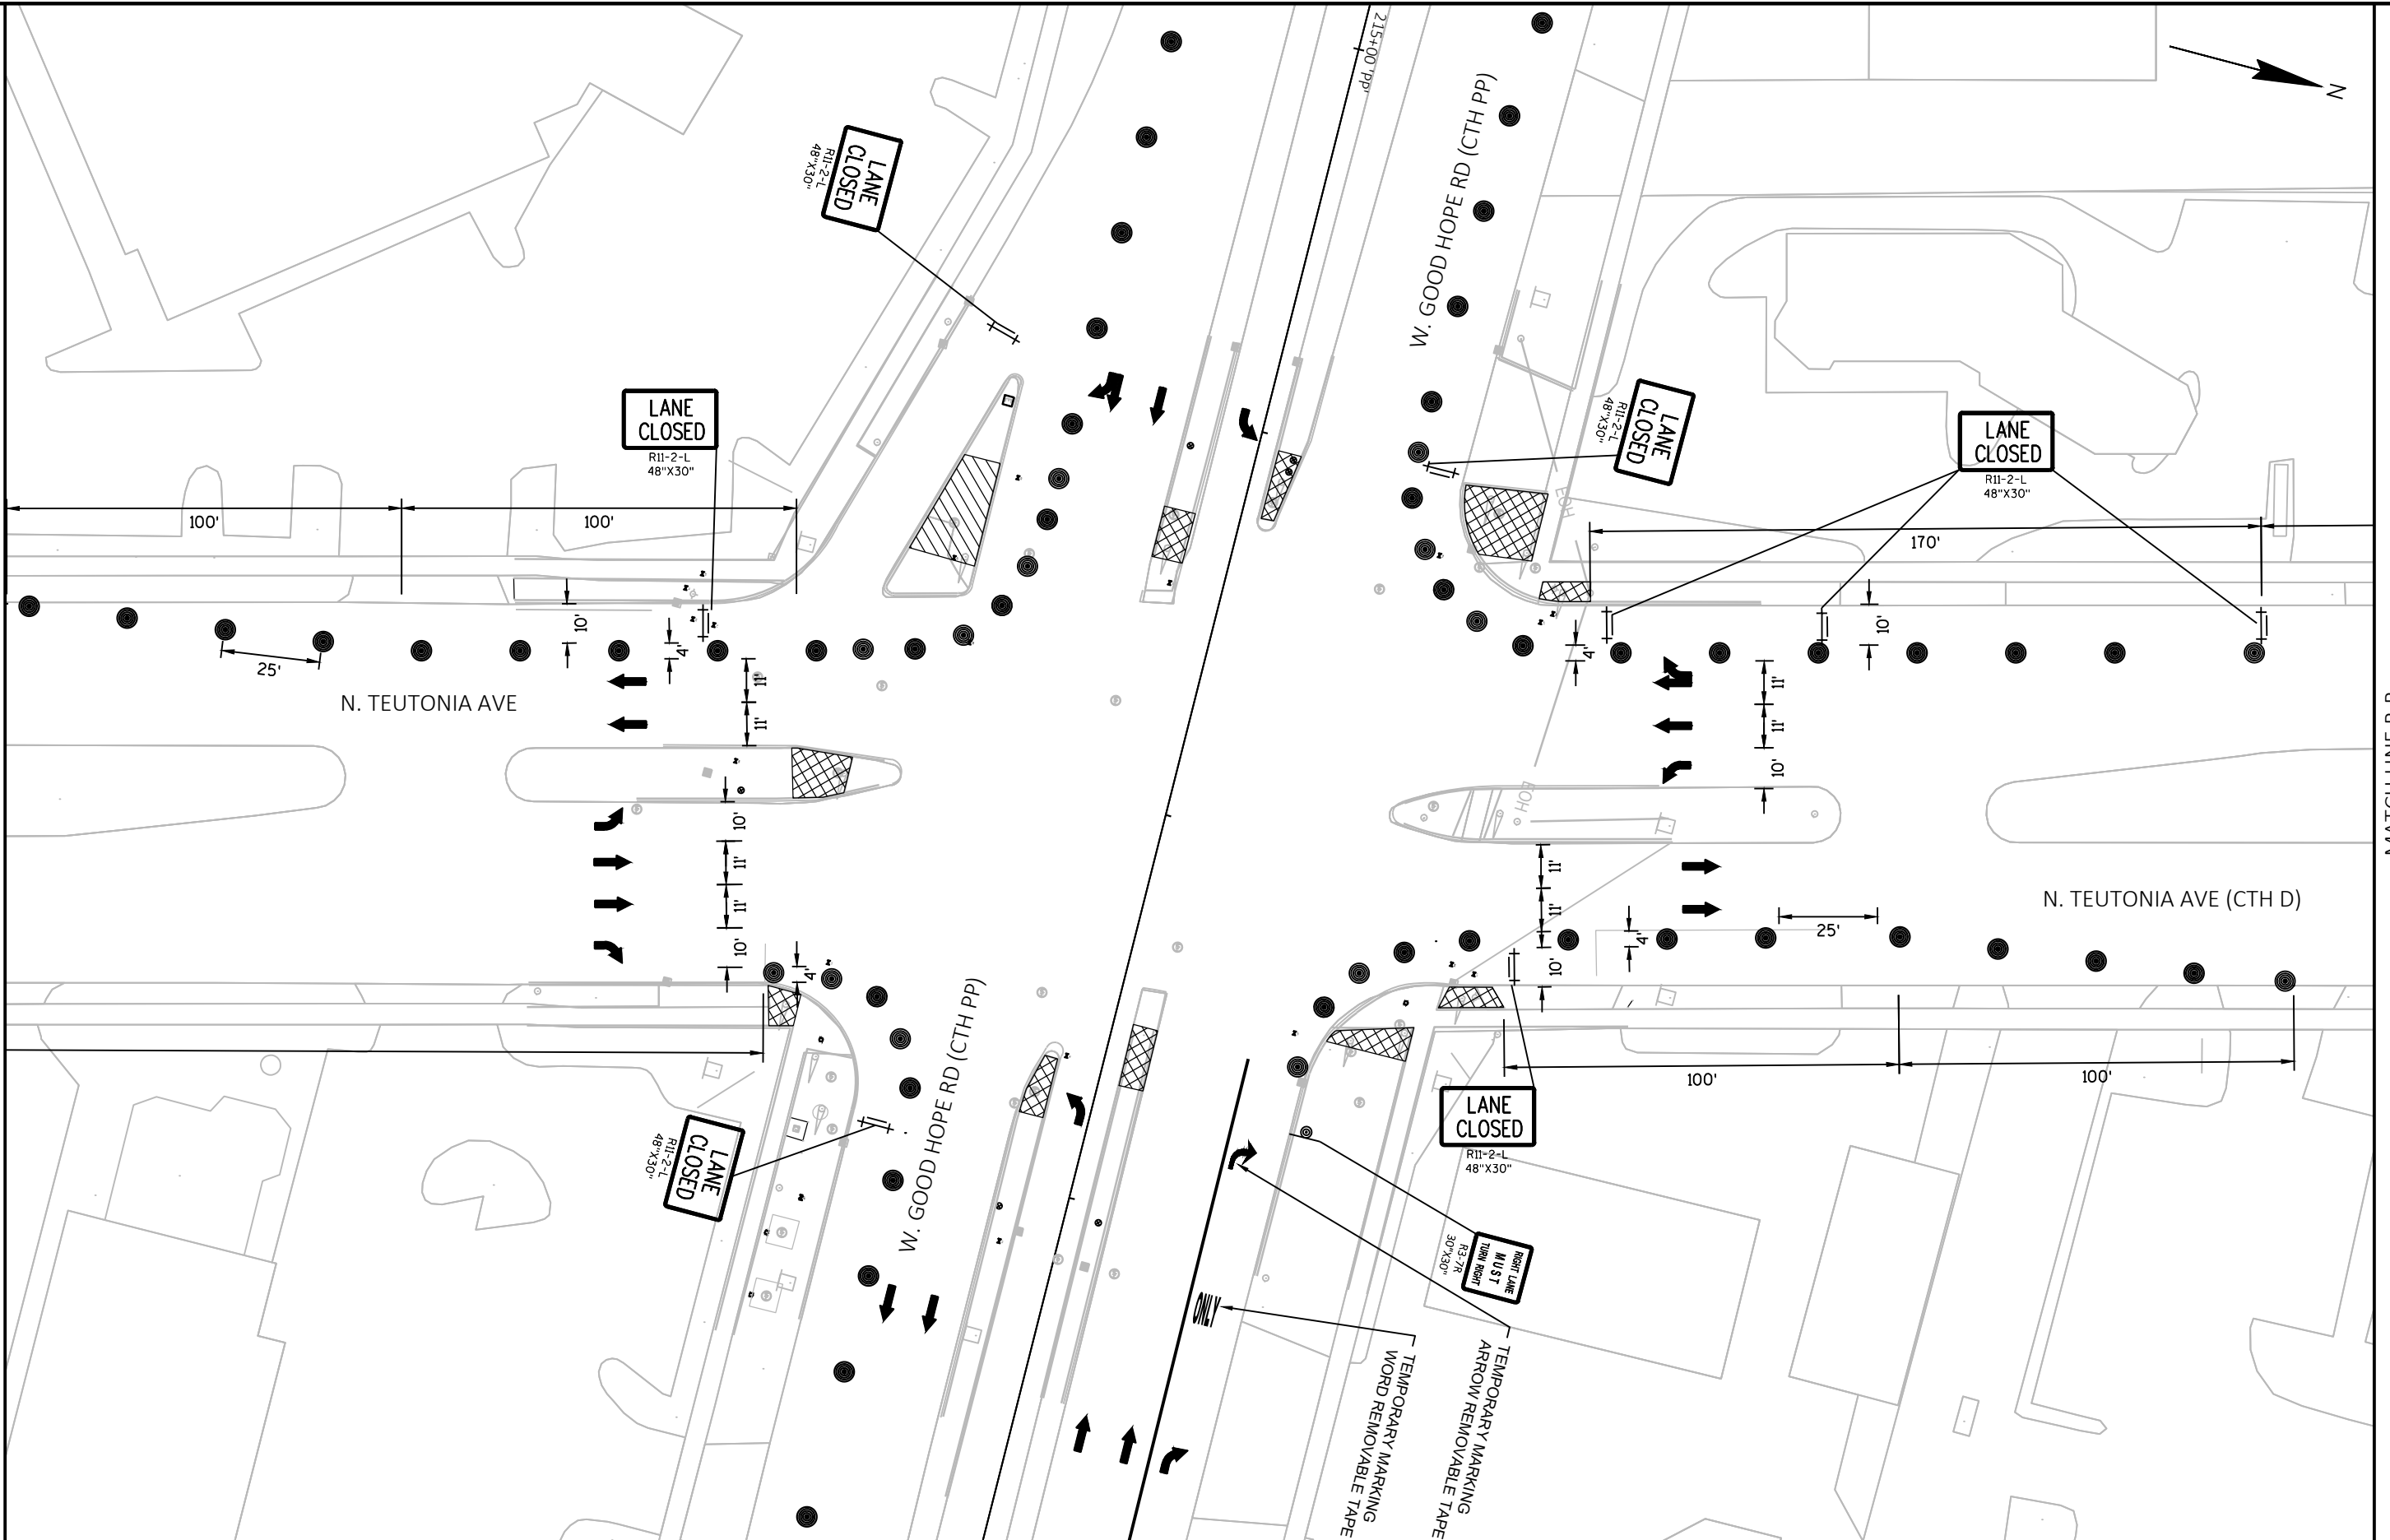 215+00 'PP'
N
W. GOOD HOPE RD (CTH PP)
LANE
CLOSED
R11-2-L
48"X30"
LANE
CLOSED
R11-2-L
48"X30"
LANE
CLOSED
R11-2-L
48"X30"
LANE
CLOSED
R11-2-L
48"X30"
100'
100'
170'
EOH
10'
4'
25'
11'
11'
N. TEUTONIA AVE
4'
10'
11'
11'
10'
EOH
10'
11'
11'
10'
4'
11'
11'
10'
4'
25'
N. TEUTONIA AVE (CTH D)
W. GOOD HOPE RD (CTH PP)
100'
100'
LANE
CLOSED
R11-2-L
48"X30"
LANE
CLOSED
R11-2-L
48"X30"
RIGHT LANE
MUST
TURN RIGHT
R3-7R
30"X30"
ONLY
TEMPORARY MARKING
WORD REMOVABLE TAPE
TEMPORARY MARKING
ARROW REMOVABLE TAPE